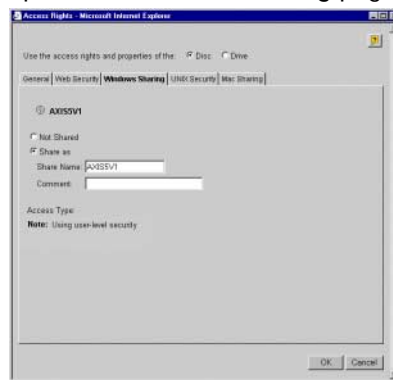 Access Rights - Microsoft Internet Explorer
?
Use the access rights and properties of the: Disc Drive
General Web Security Windows Sharing UNIX Security Mac Sharing
AXIS5V1
Not Shared
Share as
Share Name: AXIS5V1
Comment:
Access Type
Note: Using user-level security
OK Cancel